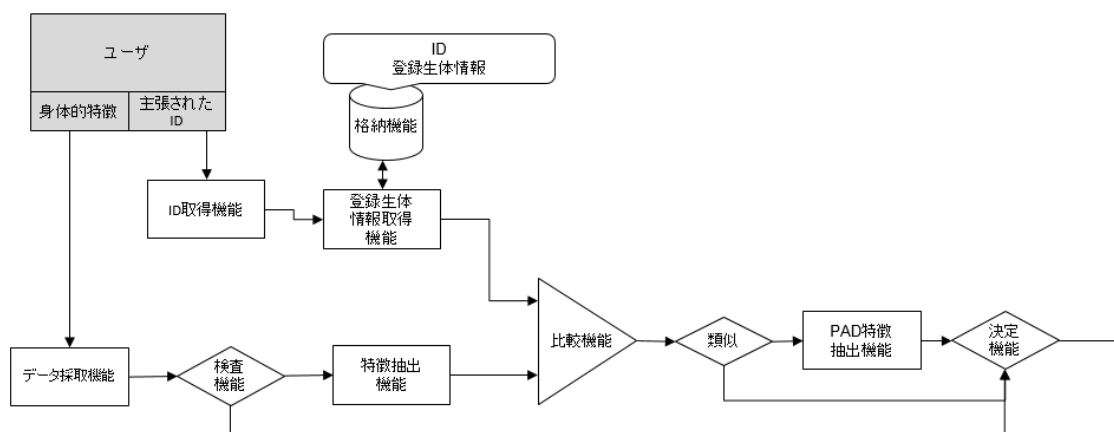 ユーザ
身体的特徴
主張された
ID
ID
登録生体情報
格納機能
ID取得機能
登録生体
情報取得
機能
データ採取機能
検査
機能
特徴抽出
機能
比較機能
類似
PAD特徴
抽出機能
決定
機能